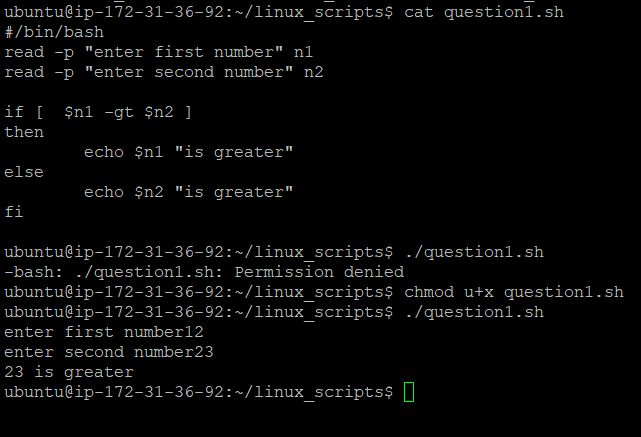 ubuntu@ip-172-31-36-92:~/linux_scripts$ cat question1.sh
#/bin/bash
read -p "enter first number" n1
read -p "enter second number" n2
if [  $n1 -gt $n2 ]
then
        echo $n1 "is greater"
else
        echo $n2 "is greater"
fi
ubuntu@ip-172-31-36-92:~/linux_scripts$ ./question1.sh
-bash: ./question1.sh: Permission denied
ubuntu@ip-172-31-36-92:~/linux_scripts$ chmod u+x question1.sh
ubuntu@ip-172-31-36-92:~/linux_scripts$ ./question1.sh
enter first number12
enter second number23
23 is greater
ubuntu@ip-172-31-36-92:~/linux_scripts$